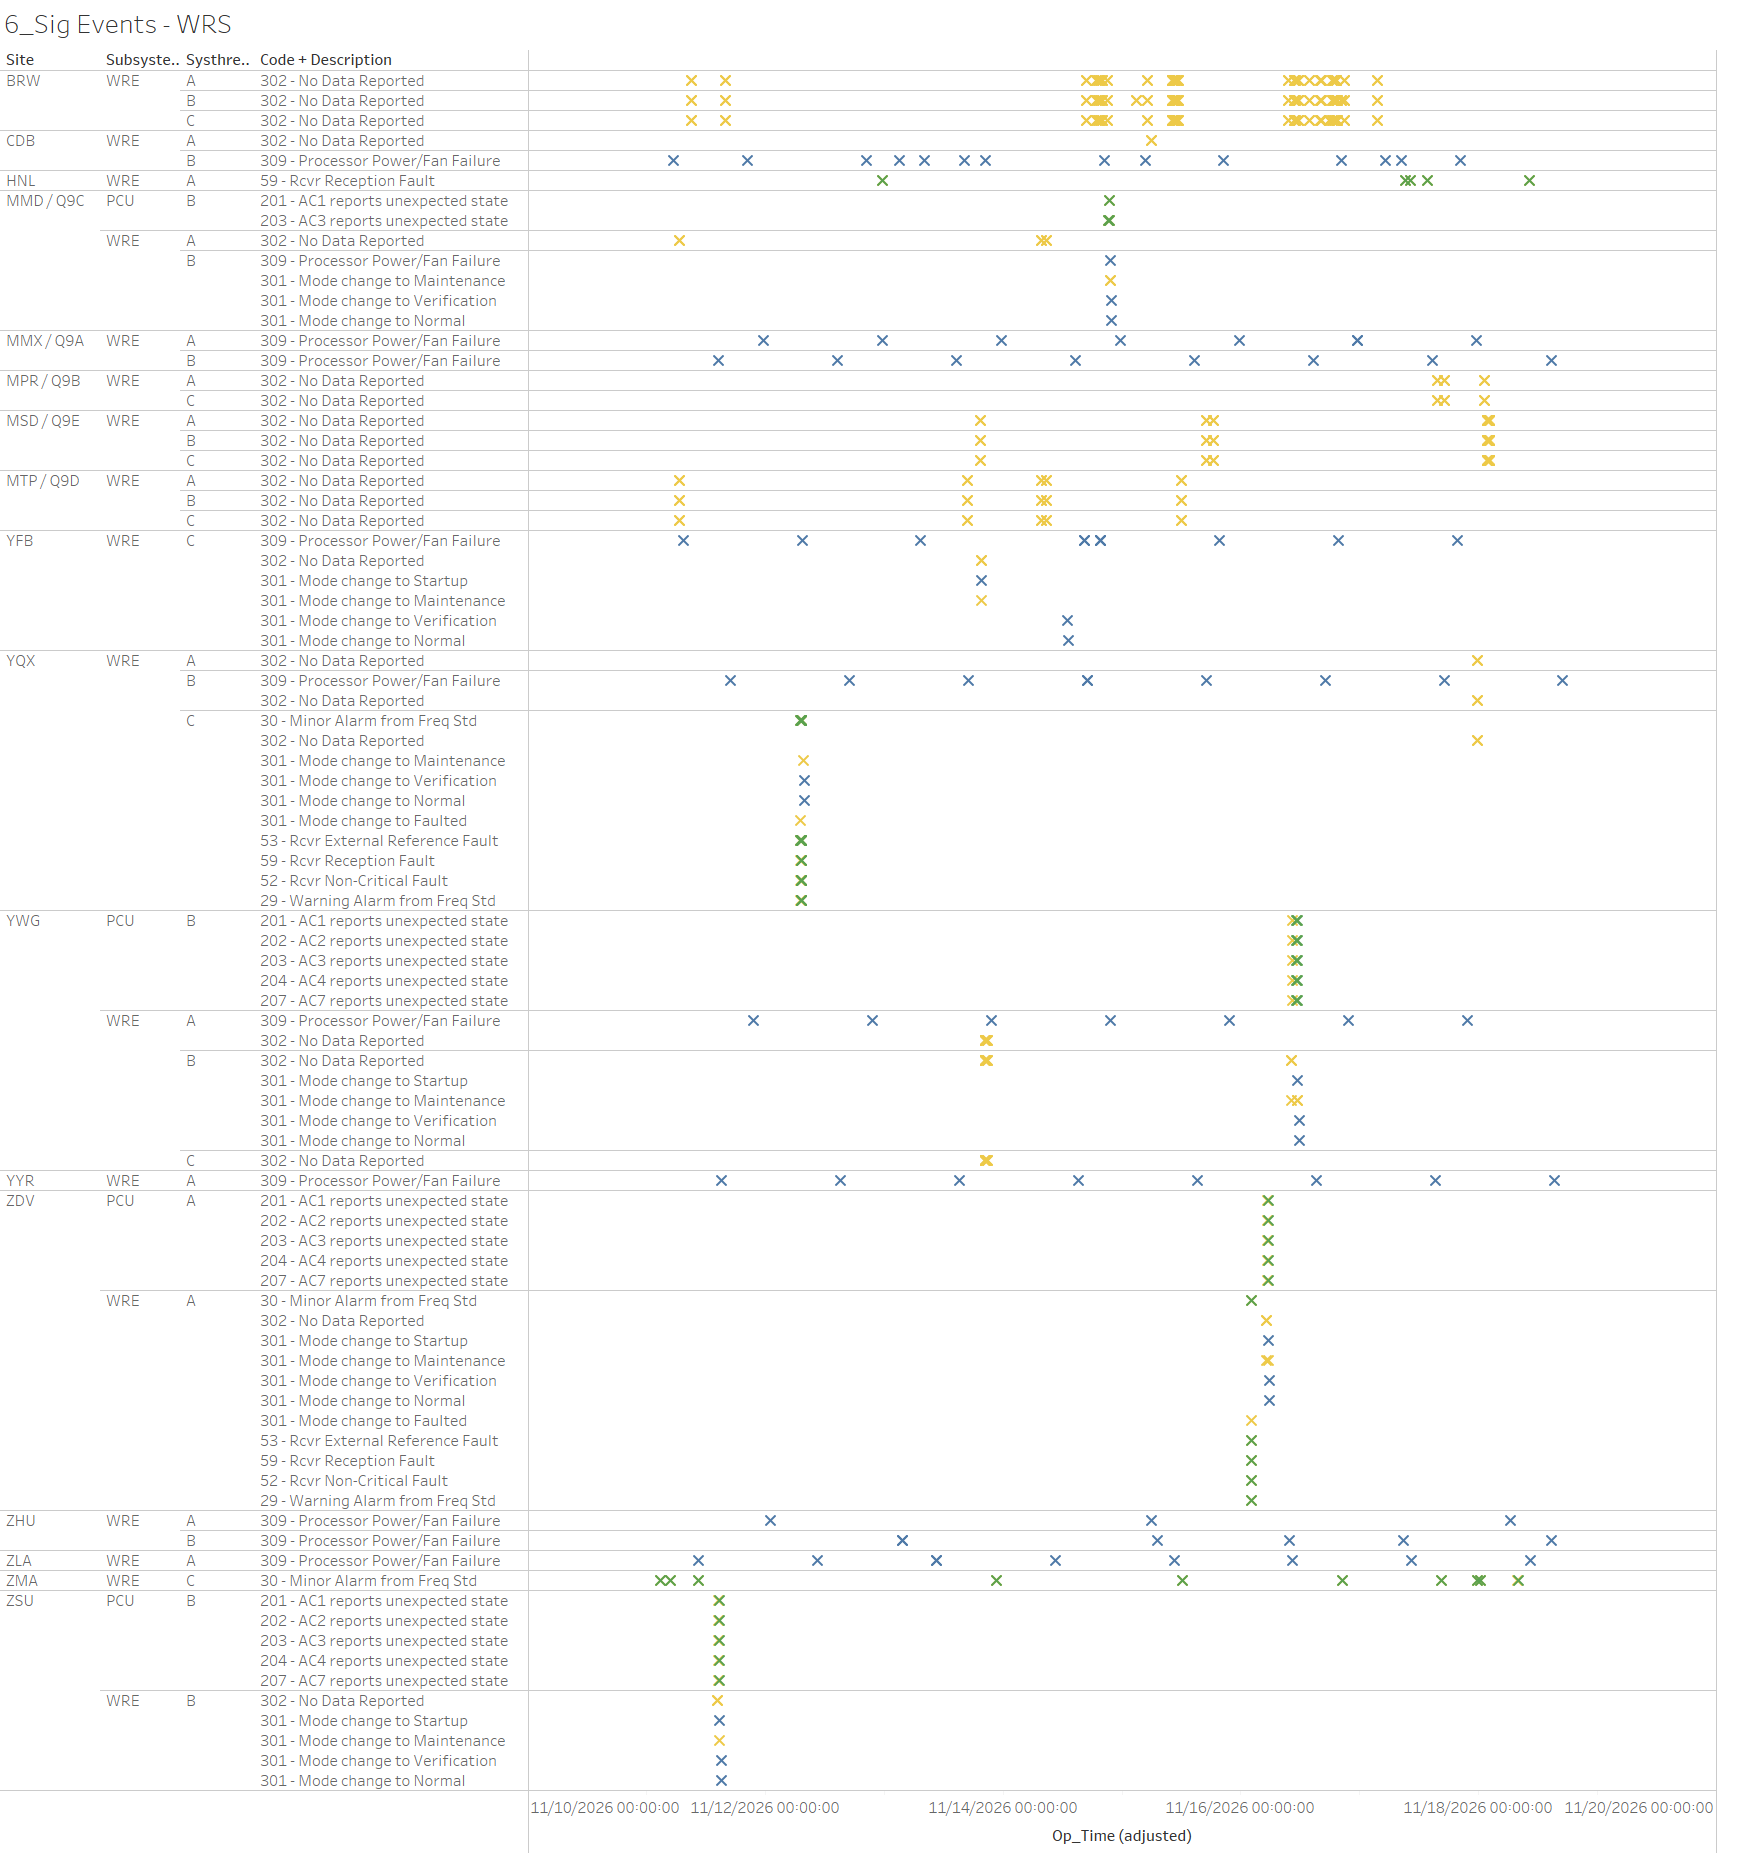 6_Sig Events - WRS
Site Subsyste.. Systhre.. Code + Description
BRW WRE A 302 - No Data Reported
B 302 - No Data Reported
C 302 - No Data Reported
CDB WRE A 302 - No Data Reported
B 309 - Processor Power/Fan Failure
HNL WRE A 59 - Rcvr Reception Fault
MMD / Q9C PCU B 201 - AC1 reports unexpected state
203 - AC3 reports unexpected state
WRE A 302 - No Data Reported
B 309 - Processor Power/Fan Failure
301 - Mode change to Maintenance
301 - Mode change to Verification
301 - Mode change to Normal
MMX / Q9A WRE A 309 - Processor Power/Fan Failure
B 309 - Processor Power/Fan Failure
MPR / Q9B WRE A 302 - No Data Reported
C 302 - No Data Reported
MSD / Q9E WRE A 302 - No Data Reported
B 302 - No Data Reported
C 302 - No Data Reported
MTP / Q9D WRE A 302 - No Data Reported
B 302 - No Data Reported
C 302 - No Data Reported
YFB WRE C 309 - Processor Power/Fan Failure
302 - No Data Reported
301 - Mode change to Startup
301 - Mode change to Maintenance
301 - Mode change to Verification
301 - Mode change to Normal
YQX WRE A 302 - No Data Reported
B 309 - Processor Power/Fan Failure
302 - No Data Reported
C 30 - Minor Alarm from Freq Std
302 - No Data Reported
301 - Mode change to Maintenance
301 - Mode change to Verification
301 - Mode change to Normal
301 - Mode change to Faulted
53 - Rcvr External Reference Fault
59 - Rcvr Reception Fault
52 - Rcvr Non-Critical Fault
29 - Warning Alarm from Freq Std
YWG PCU B 201 - AC1 reports unexpected state
202 - AC2 reports unexpected state
203 - AC3 reports unexpected state
204 - AC4 reports unexpected state
207 - AC7 reports unexpected state
WRE A 309 - Processor Power/Fan Failure
302 - No Data Reported
B 302 - No Data Reported
301 - Mode change to Startup
301 - Mode change to Maintenance
301 - Mode change to Verification
301 - Mode change to Normal
C 302 - No Data Reported
YYR WRE A 309 - Processor Power/Fan Failure
ZDV PCU A 201 - AC1 reports unexpected state
202 - AC2 reports unexpected state
203 - AC3 reports unexpected state
204 - AC4 reports unexpected state
207 - AC7 reports unexpected state
WRE A 30 - Minor Alarm from Freq Std
302 - No Data Reported
301 - Mode change to Startup
301 - Mode change to Maintenance
301 - Mode change to Verification
301 - Mode change to Normal
301 - Mode change to Faulted
53 - Rcvr External Reference Fault
59 - Rcvr Reception Fault
52 - Rcvr Non-Critical Fault
29 - Warning Alarm from Freq Std
ZHU WRE A 309 - Processor Power/Fan Failure
B 309 - Processor Power/Fan Failure
ZLA WRE A 309 - Processor Power/Fan Failure
ZMA WRE C 30 - Minor Alarm from Freq Std
ZSU PCU B 201 - AC1 reports unexpected state
202 - AC2 reports unexpected state
203 - AC3 reports unexpected state
204 - AC4 reports unexpected state
207 - AC7 reports unexpected state
WRE B 302 - No Data Reported
301 - Mode change to Startup
301 - Mode change to Maintenance
301 - Mode change to Verification
301 - Mode change to Normal
11/10/2026 00:00:00 11/12/2026 00:00:00 11/14/2026 00:00:00 11/16/2026 00:00:00 11/18/2026 00:00:00 11/20/2026 00:00:00
Op_Time (adjusted)